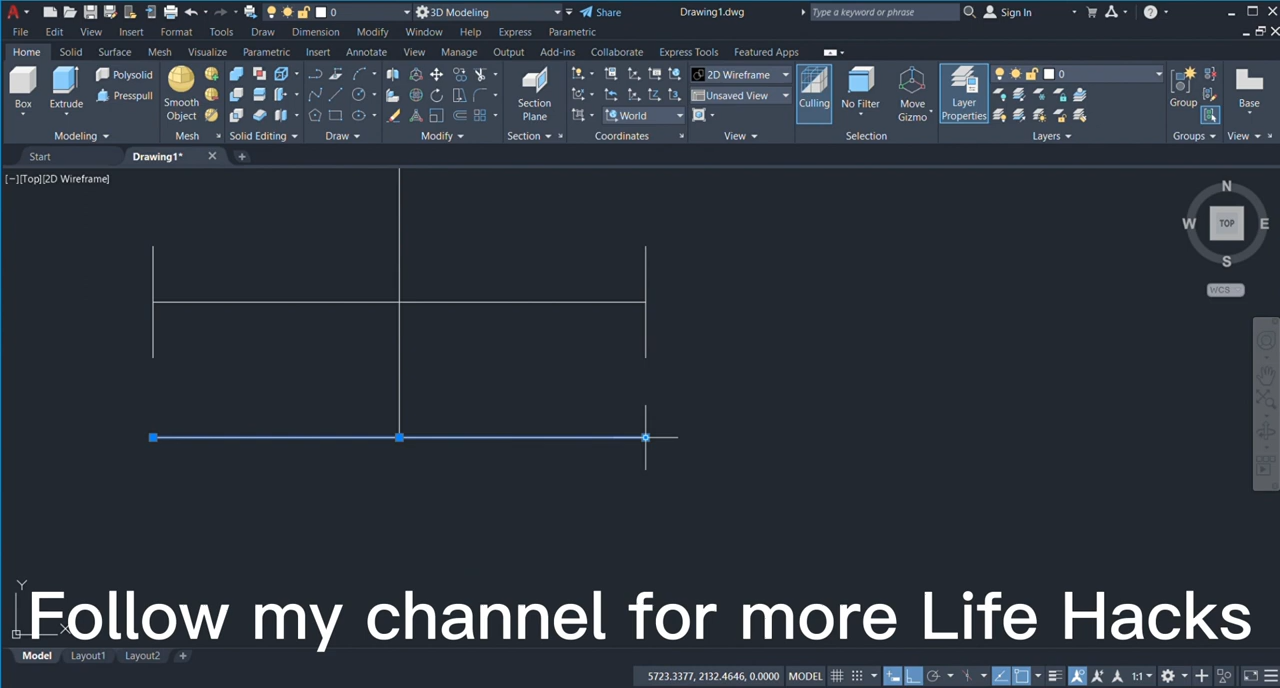 0
3D Modeling
Share
Drawing1.dwg
Type a keyword or phrase
Sign In
File Edit View Insert Format Tools Draw Dimension Modify Window Help Express Parametric
Home Solid Surface Mesh Visualize Parametric Insert Annotate View Manage Output Add-ins Collaborate Express Tools Featured Apps
Box
Extrude
Polysolid
Presspull
Modeling
Smooth
Object
Mesh
Solid Editing
Draw
Modify
Section
Plane
Section
World
Coordinates
2D Wireframe
Unsaved View
View
Culling
No Filter
Move
Gizmo
Selection
Layer
Properties
0
Layers
Group
Groups
Base
View
Start
Drawing1*
[−][Top][2D Wireframe]
N
W TOP E
S
WCS
Y
X
Follow my channel for more Life Hacks
Model Layout1 Layout2
5723.3377, 2132.4646, 0.0000 MODEL 1:1